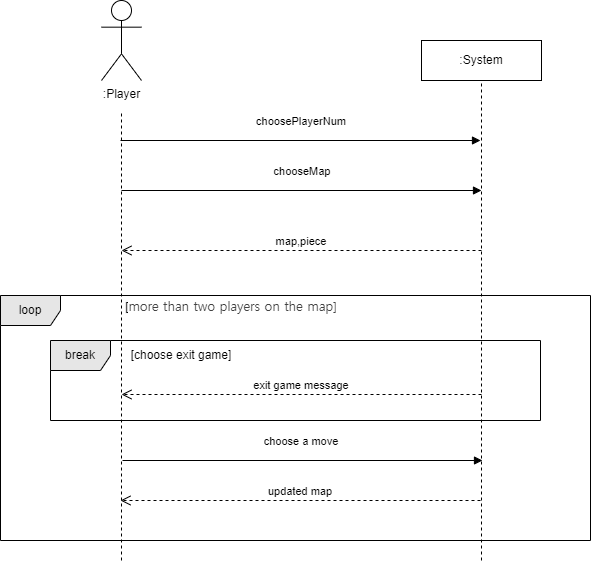 :Player
:System
choosePlayerNum
chooseMap
map,piece
loop
[more than two players on the map]
break
[choose exit game]
exit game message
choose a move
updated map